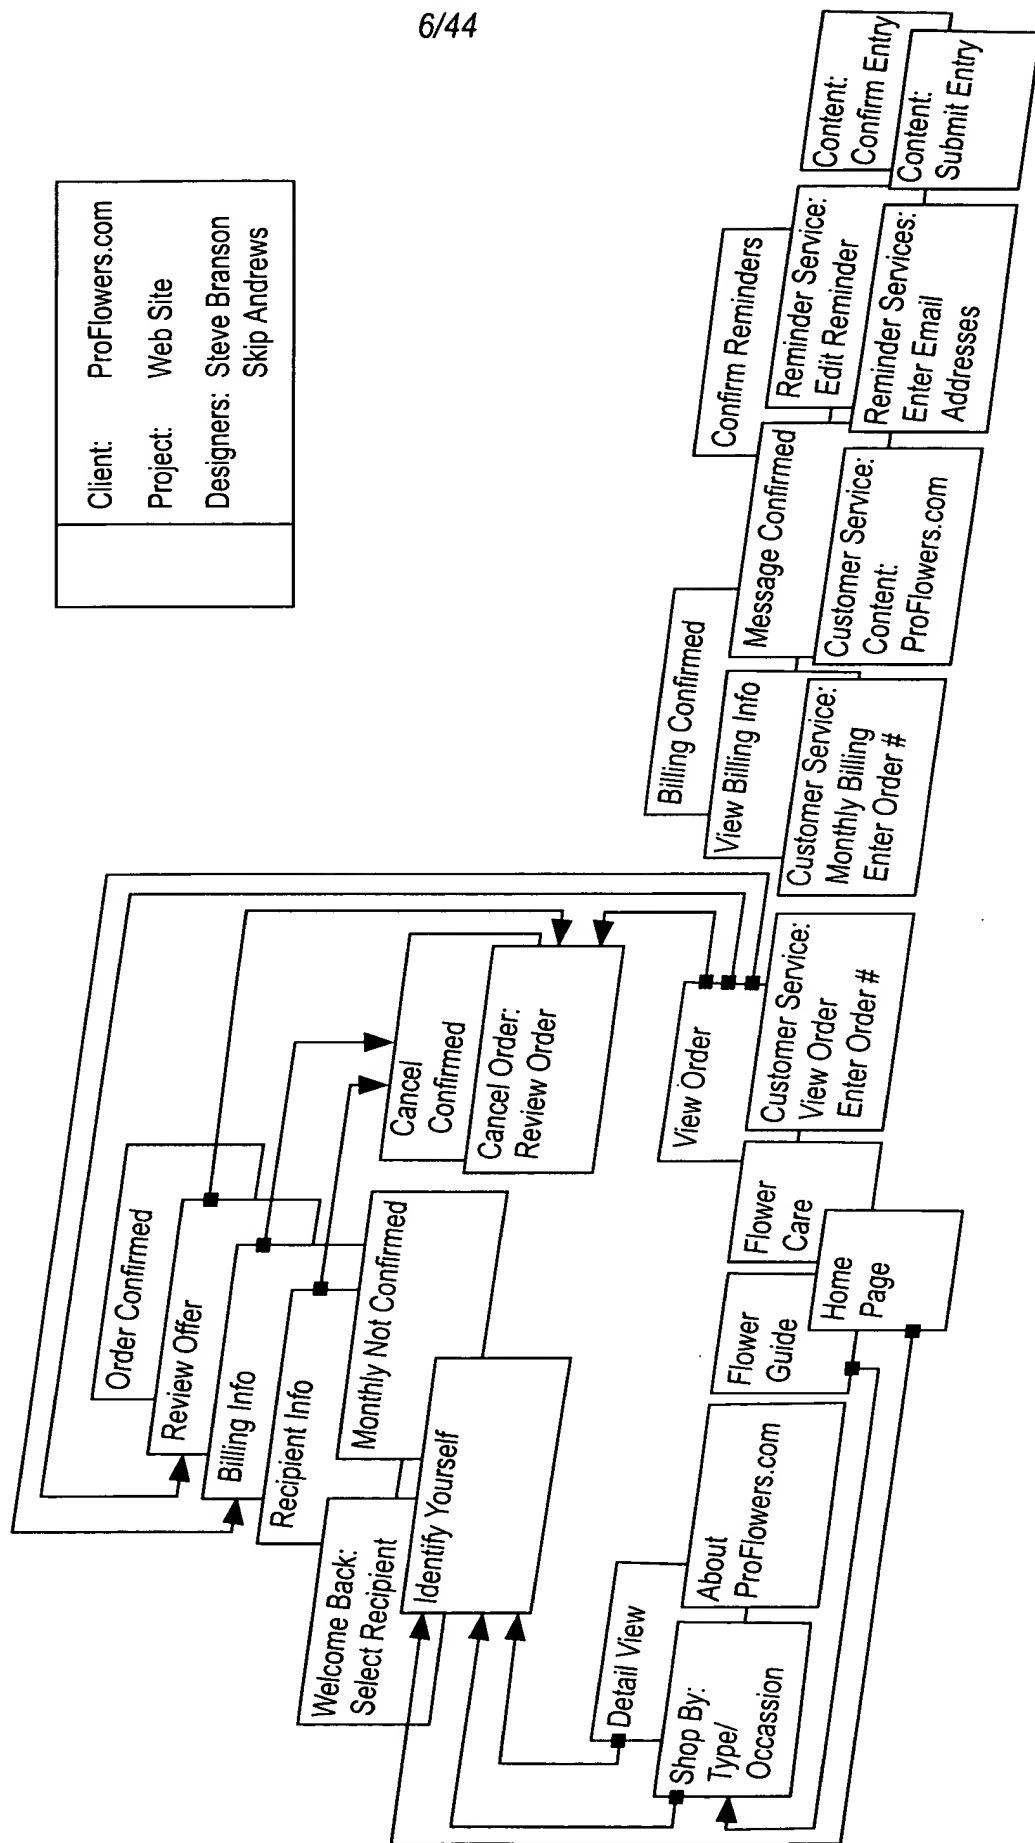 6/44
Client: ProFlowers.com
Project: Web Site
Designers: Steve Branson
Skip Andrews
Order Confirmed
Review Offer
Billing Info
Recipient Info
Monthly Not Confirmed
Welcome Back:
Select Recipient
Identify Yourself
Cancel
Confirmed
Cancel Order:
Review Order
Detail View
Shop By:
Type/
Occassion
About
ProFlowers.com
Flower
Guide
Home
Page
Flower
Care
View Order
Customer Service:
View Order
Enter Order #
Billing Confirmed
View Billing Info
Customer Service:
Monthly Billing
Enter Order #
Confirm Reminders
Message Confirmed
Customer Service:
Content:
ProFlowers.com
Reminder Service:
Edit Reminder
Reminder Services:
Enter Email
Addresses
Content:
Confirm Entry
Content:
Submit Entry